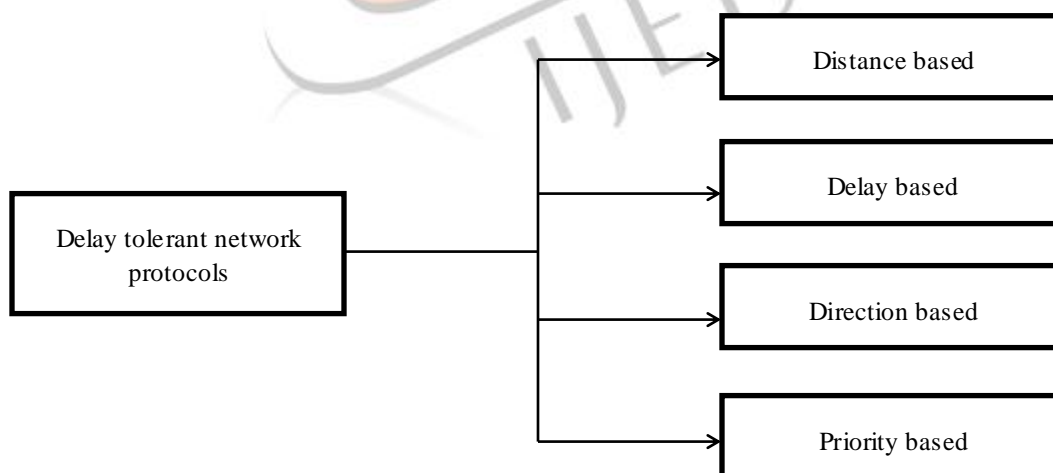 Distance based
Delay based
Delay tolerant network
protocols
Direction based
Priority based